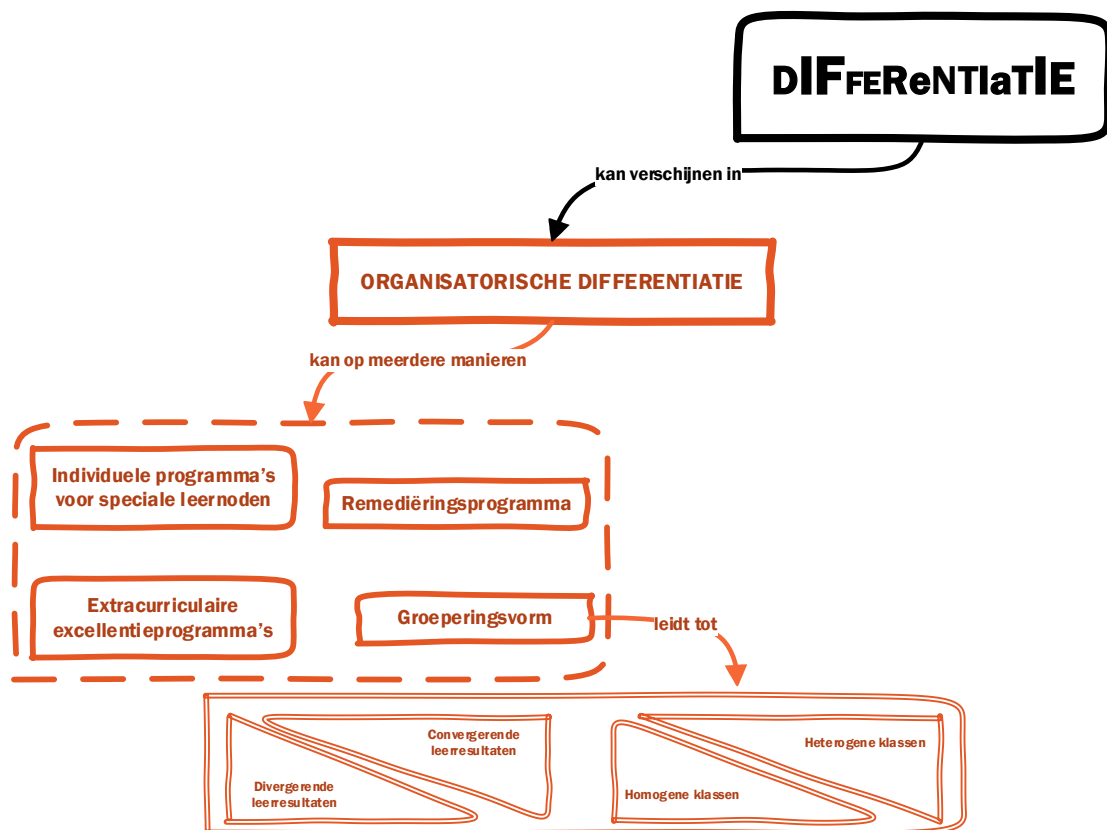 DIFFEReNTIaTIE
kan verschijnen in
ORGANISATORISCHE DIFFERENTIATIE
kan op meerdere manieren
Individuele programma's
voor speciale leernoden
Remediëringsprogramma
Extracurriculaire
excellentieprogramma's
Groeperingsvorm
leidt tot
Convergerende
leerresultaten
Divergerende
leerresultaten
Heterogene klassen
Homogene klassen